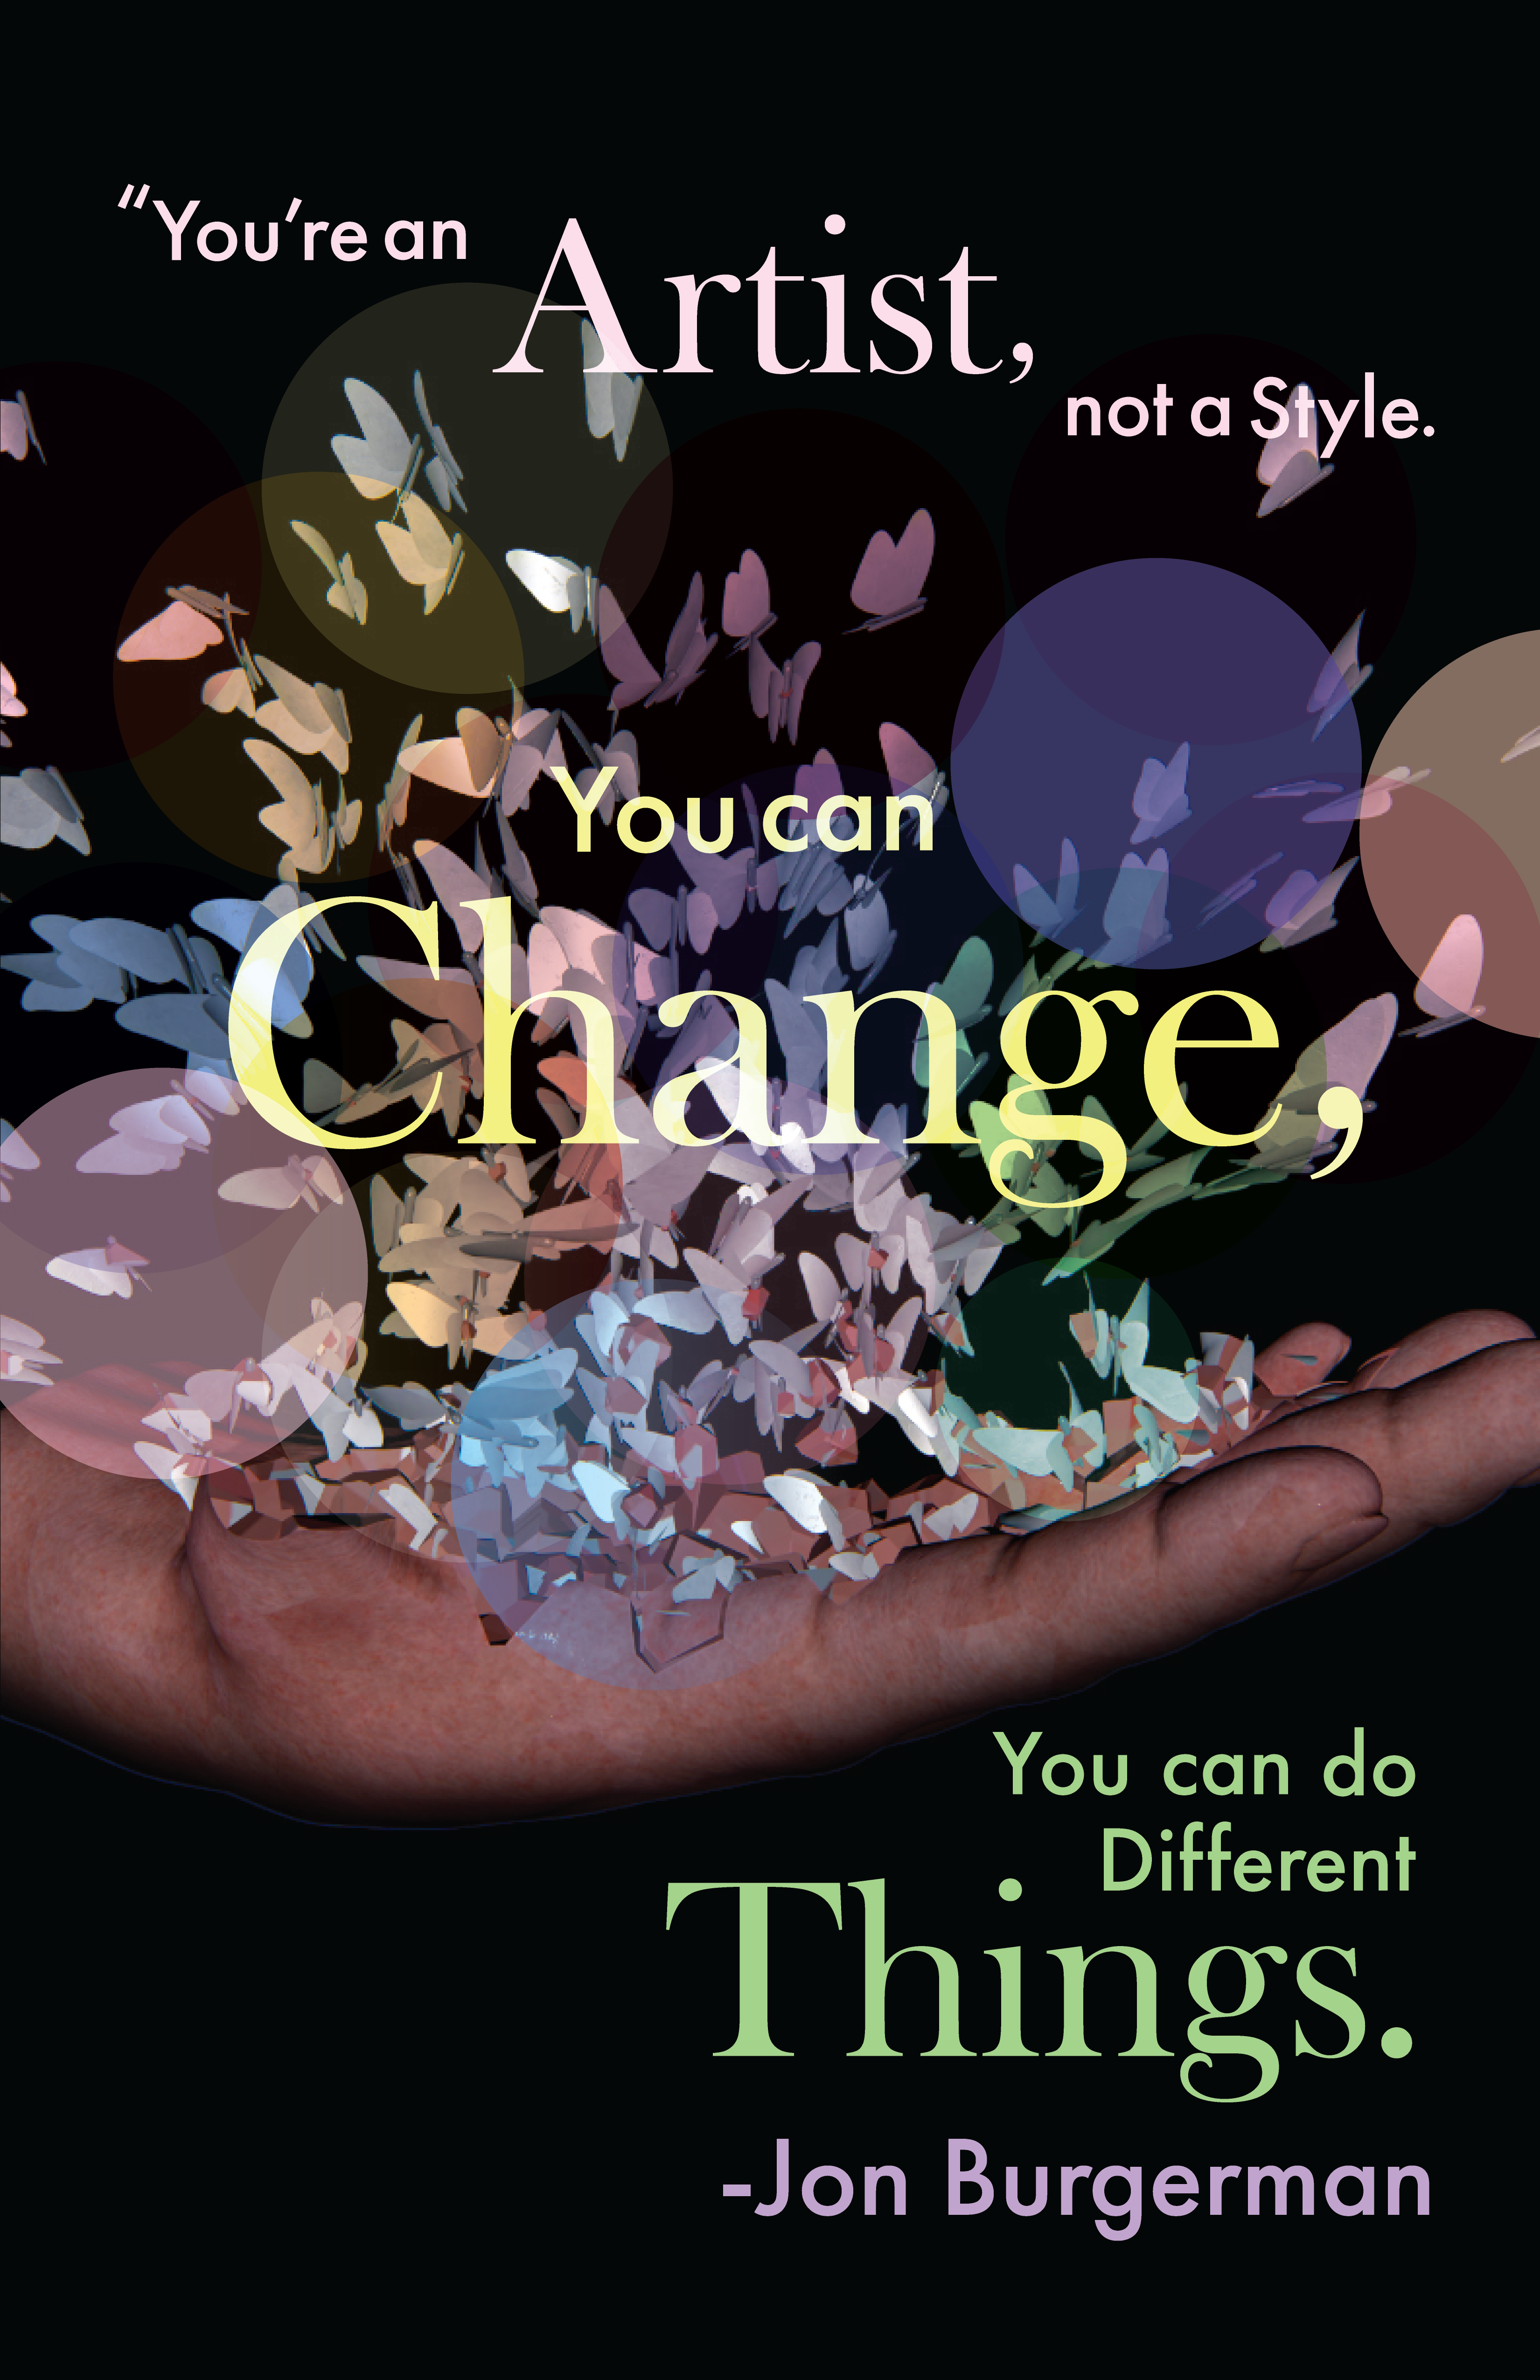 “You’re an
Artist,
not a Style.
You can
Change,
You can do
Different
Things.
-Jon Burgerman